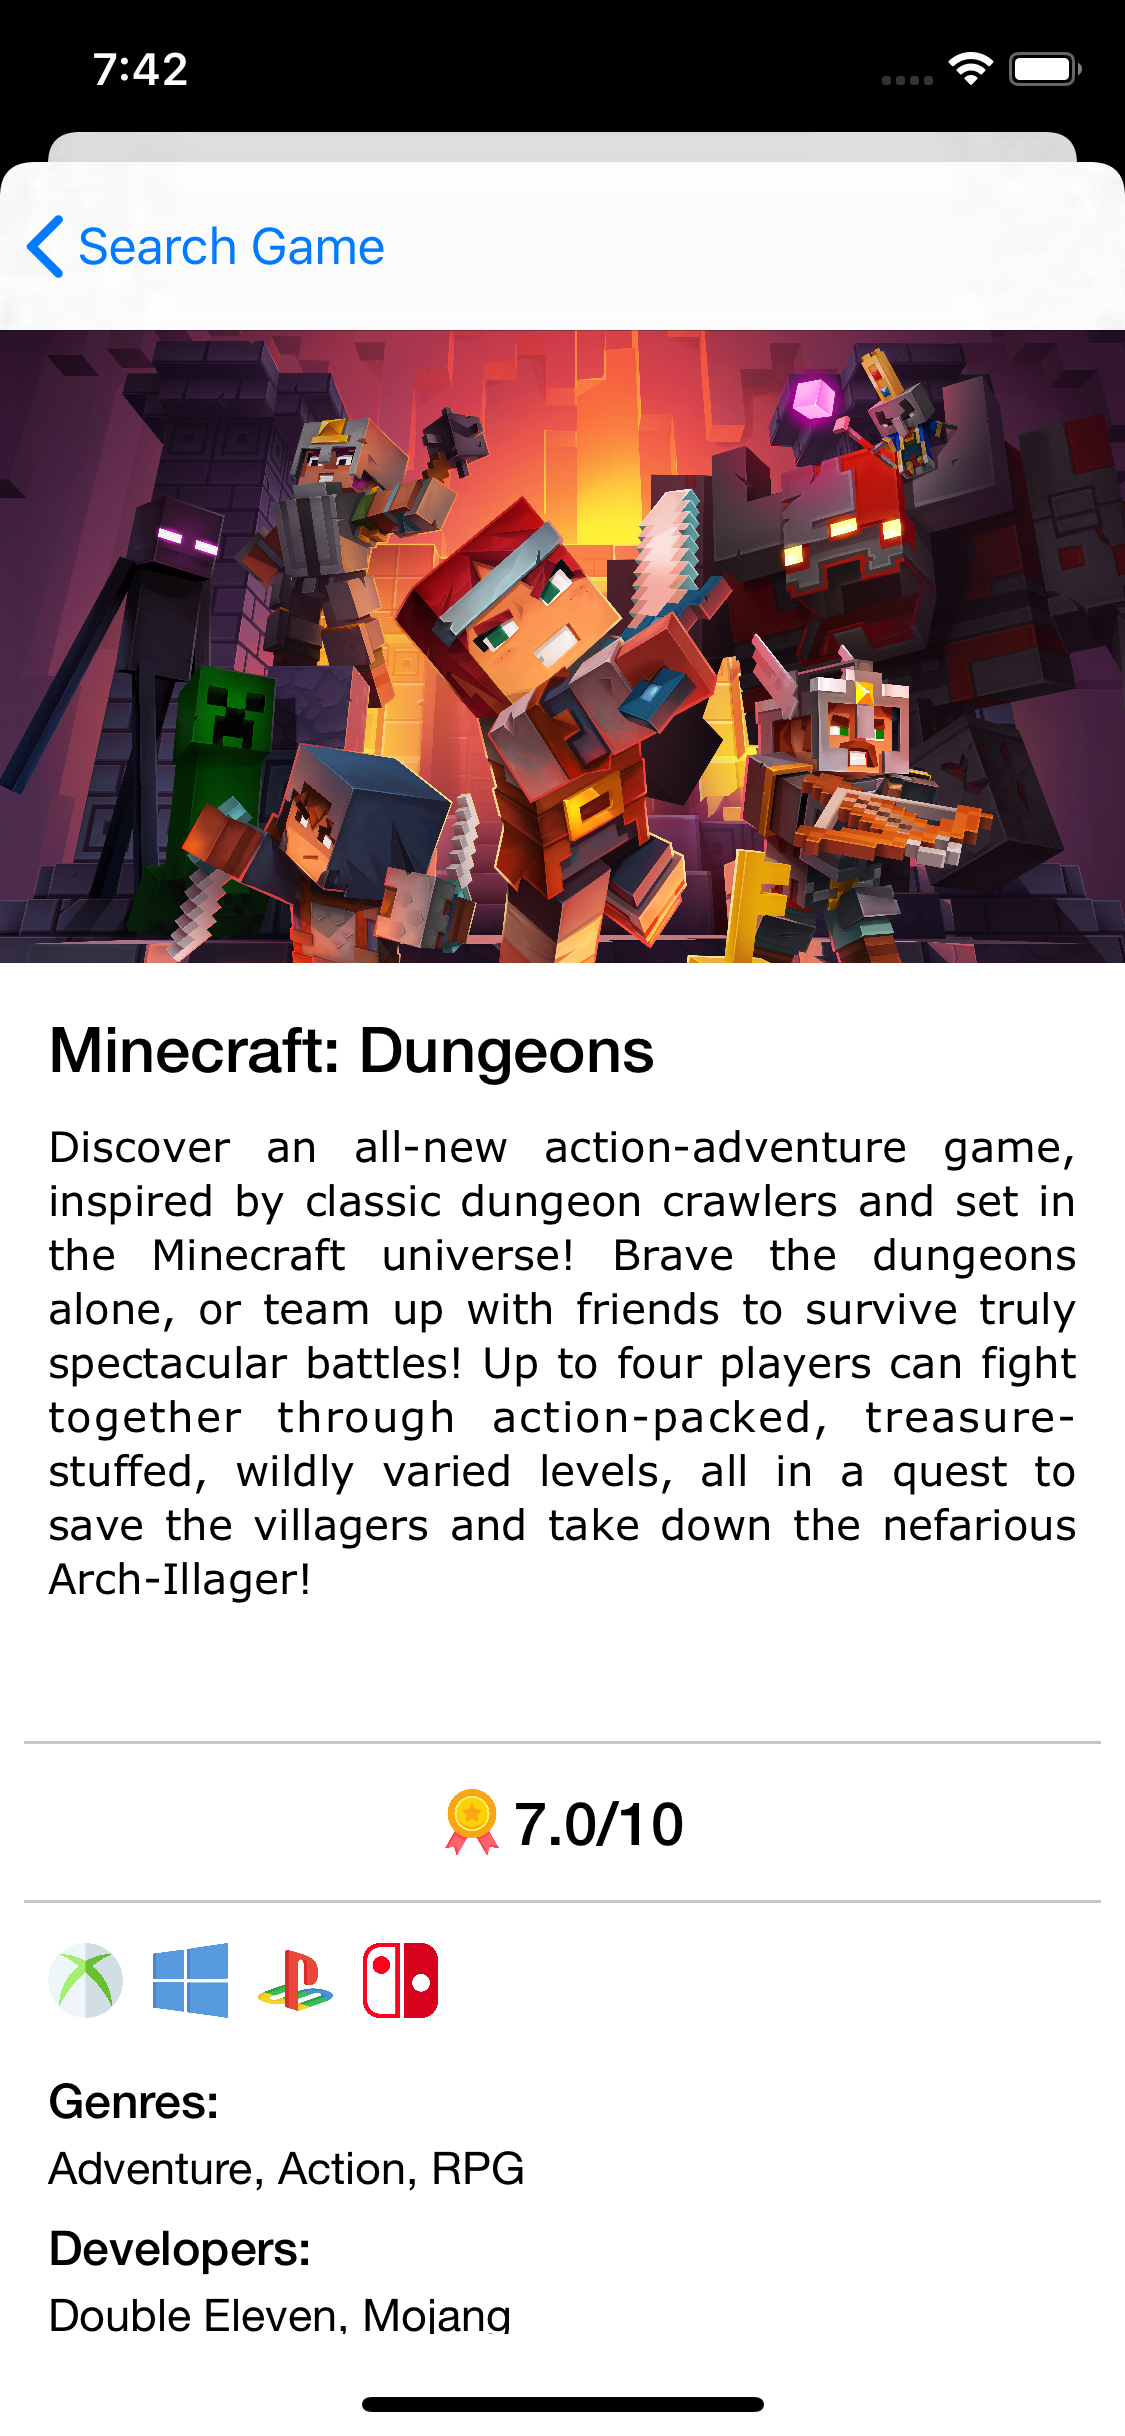 7:42
Search Game
Minecraft: Dungeons
Discover an all-new action-adventure game,
inspired by classic dungeon crawlers and set in
the Minecraft universe! Brave the dungeons
alone, or team up with friends to survive truly
spectacular battles! Up to four players can fight
together through action-packed, treasure-
stuffed, wildly varied levels, all in a quest to
save the villagers and take down the nefarious
Arch-Illager!
7.0/10
Genres:
Adventure, Action, RPG
Developers:
Double Eleven, Mojang